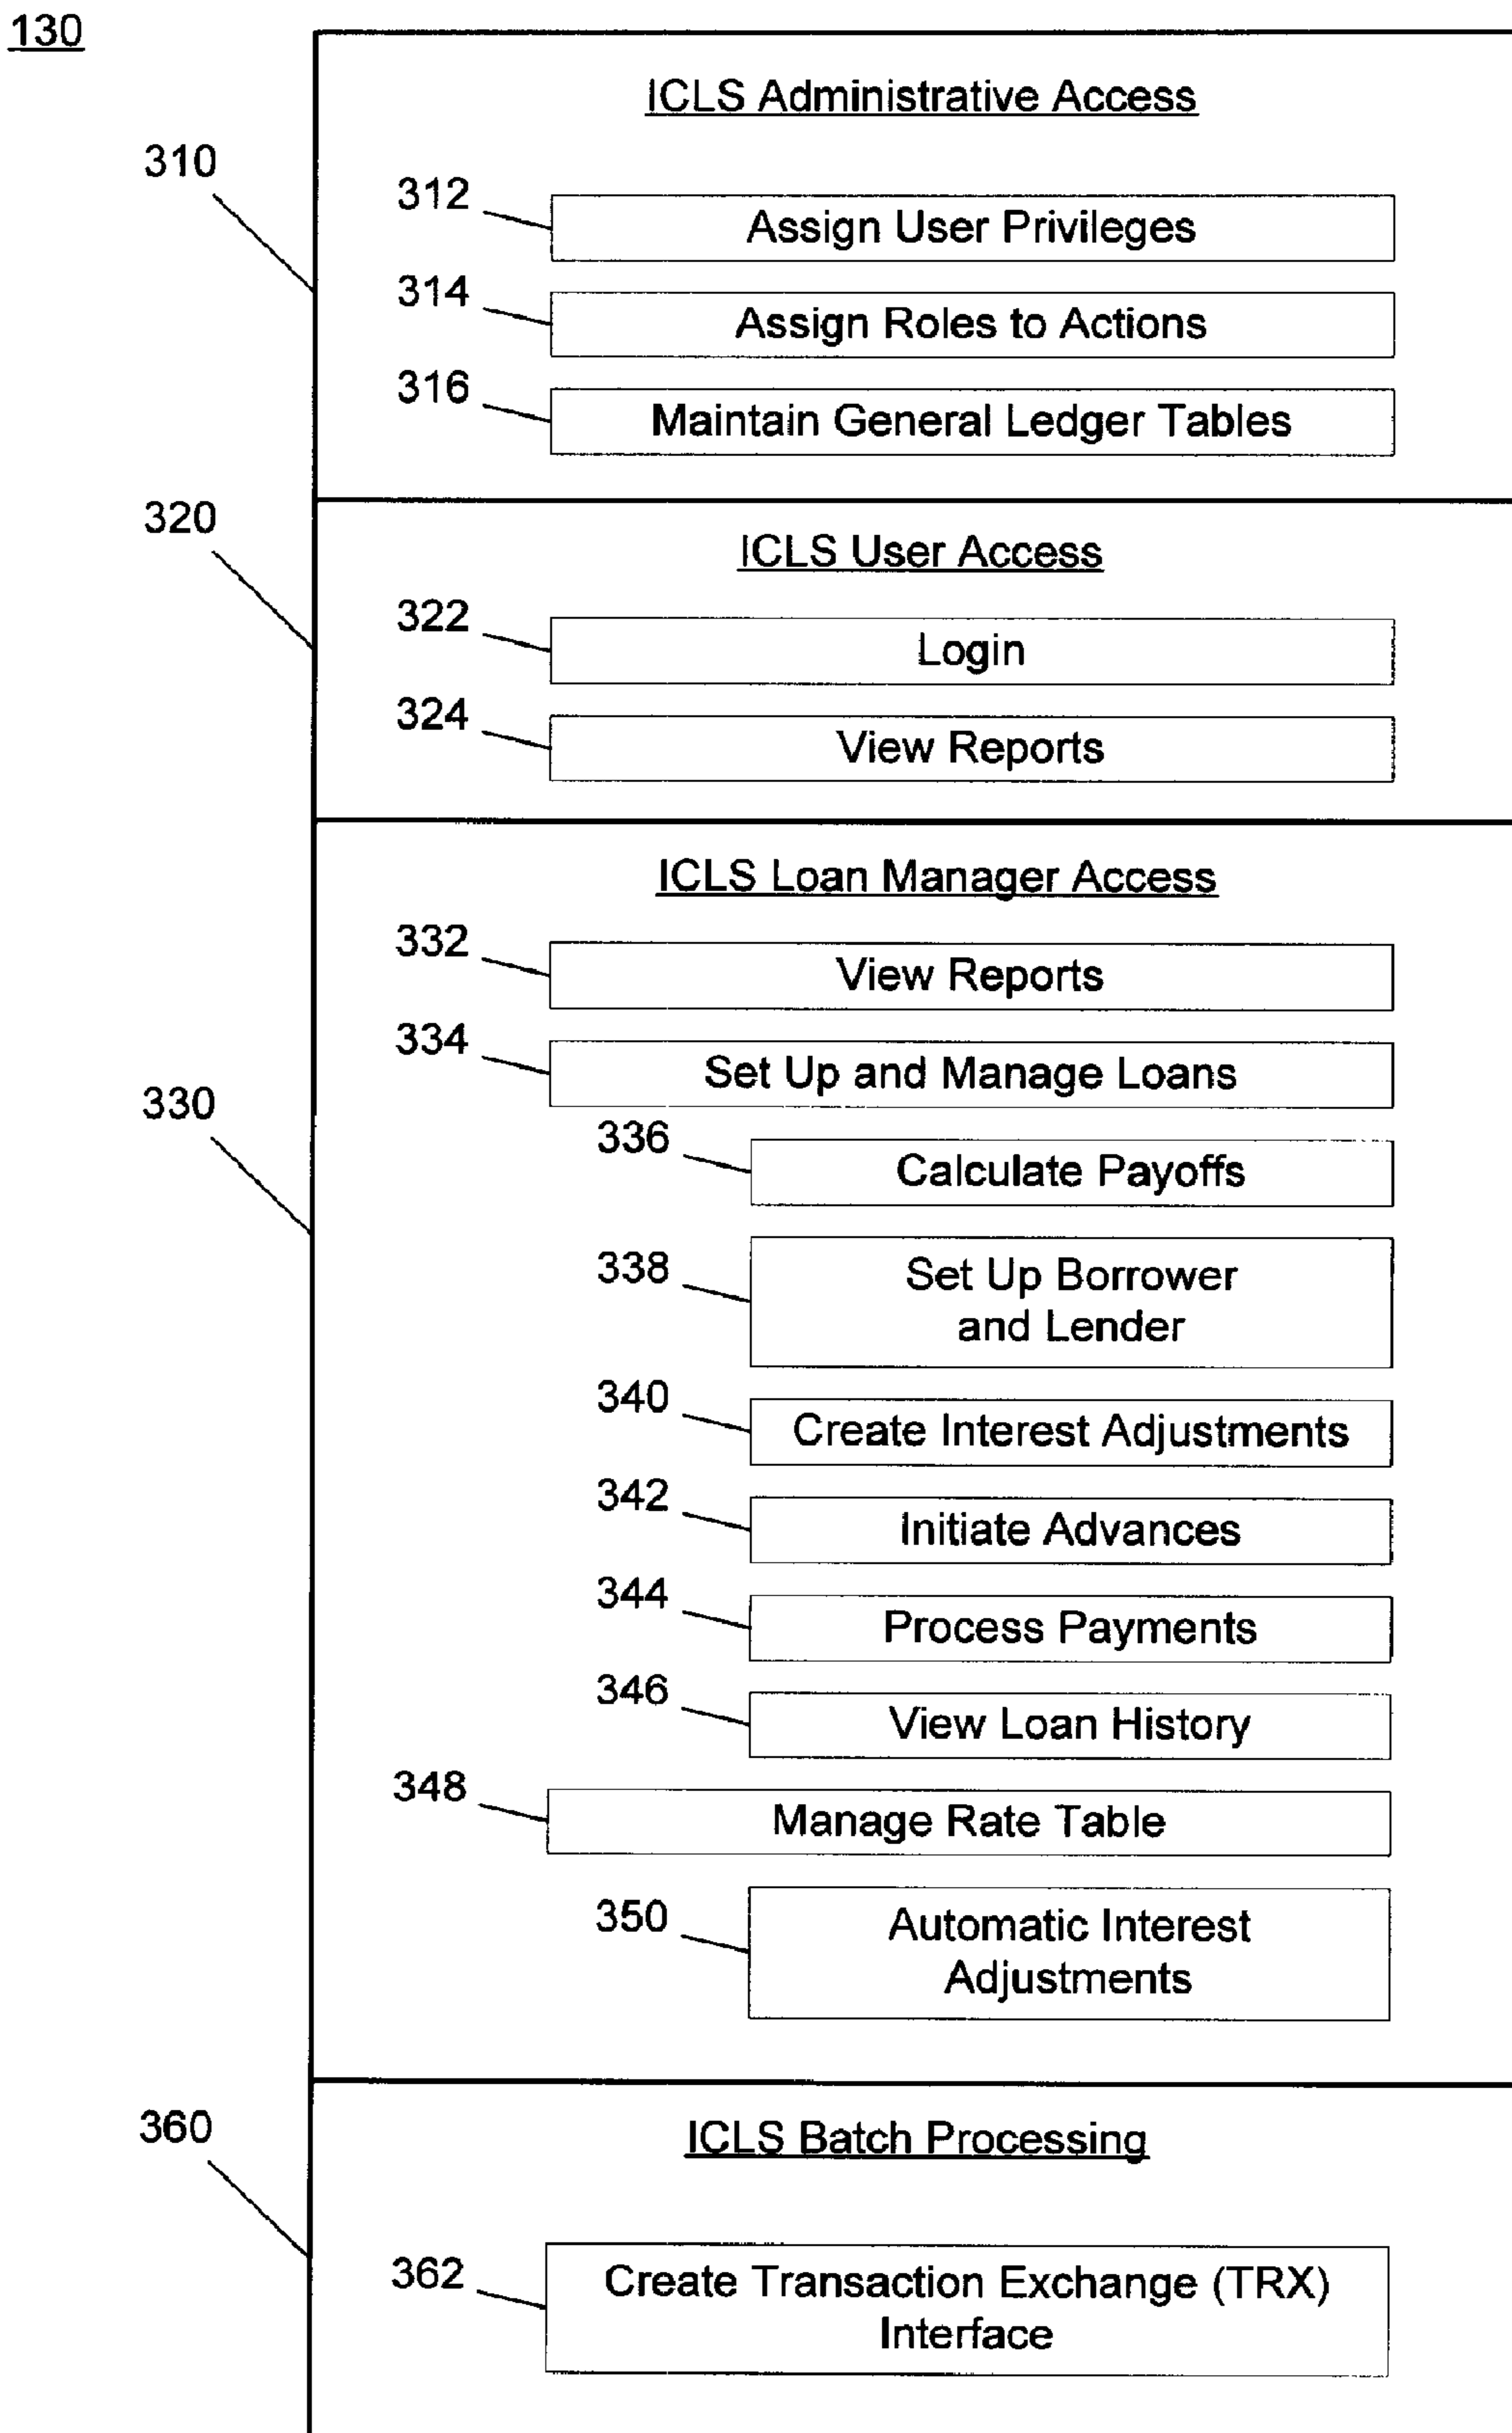 130
ICLS Administrative Access
310
312
Assign User Privileges
314
Assign Roles to Actions
316
Maintain General Ledger Tables
320
ICLS User Access
322
Login
324
View Reports
ICLS Loan Manager Access
332
View Reports
334
Set Up and Manage Loans
330
336
Calculate Payoffs
338
Set Up Borrower
and Lender
340
Create Interest Adjustments
342
Initiate Advances
344
Process Payments
346
View Loan History
348
Manage Rate Table
350
Automatic Interest
Adjustments
360
ICLS Batch Processing
362
Create Transaction Exchange (TRX)
Interface